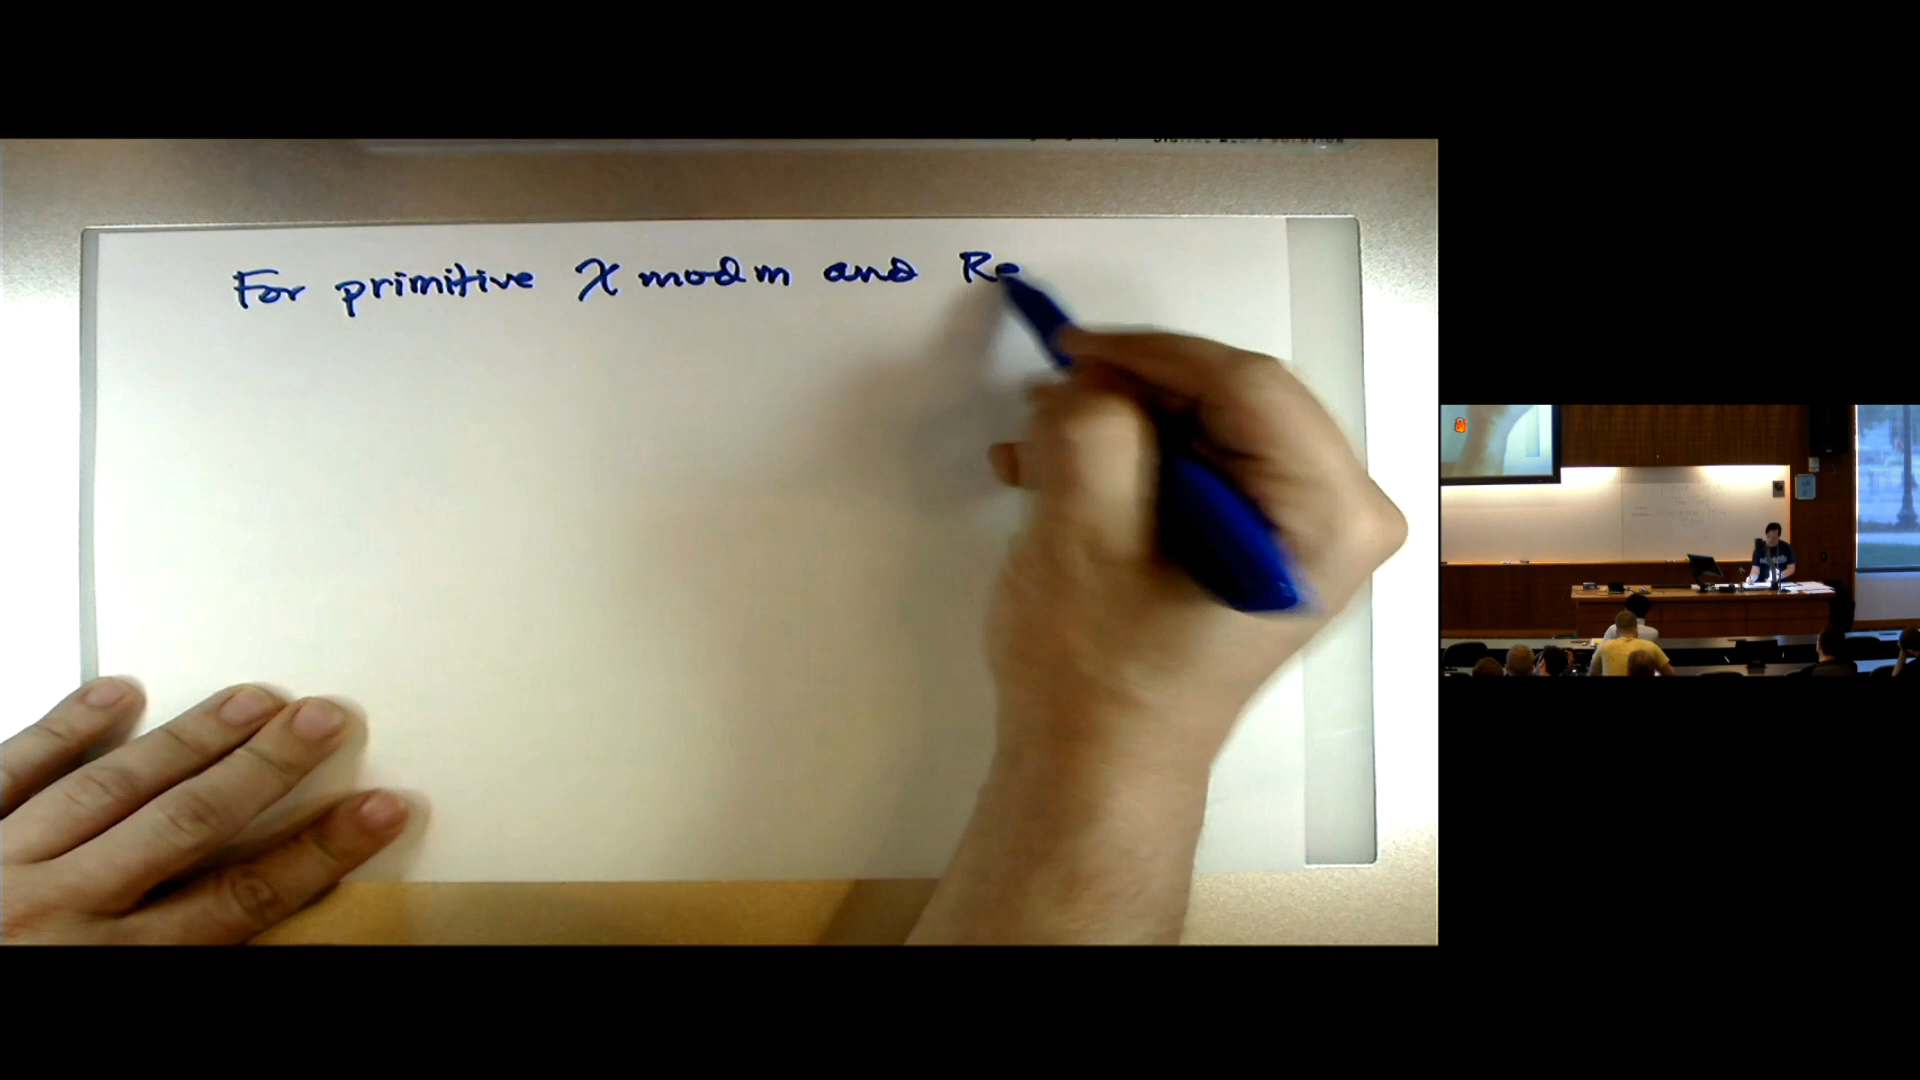 For primitive χ mod m and Re